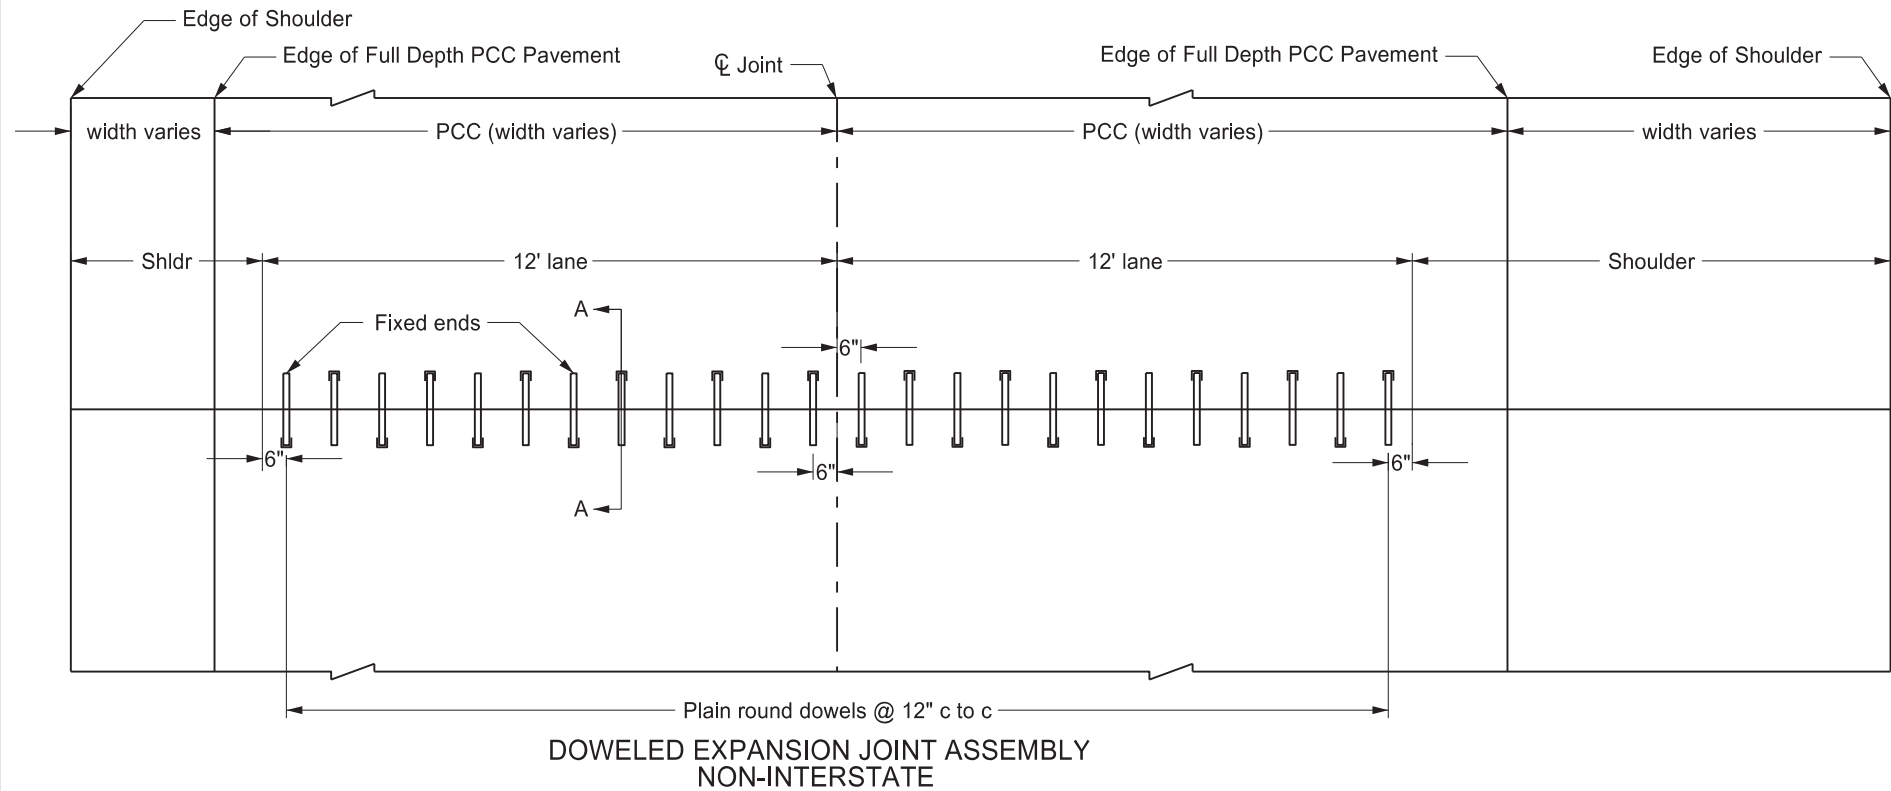 Edge of Shoulder
Edge of Full Depth PCC Pavement
℄ Joint
Edge of Full Depth PCC Pavement
Edge of Shoulder
width varies
PCC (width varies)
PCC (width varies)
width varies
Shldr
12' lane
12' lane
Shoulder
A
Fixed ends
6"
6"
6"
6"
A
Plain round dowels @ 12" c to c
DOWELED EXPANSION JOINT ASSEMBLY
NON-INTERSTATE